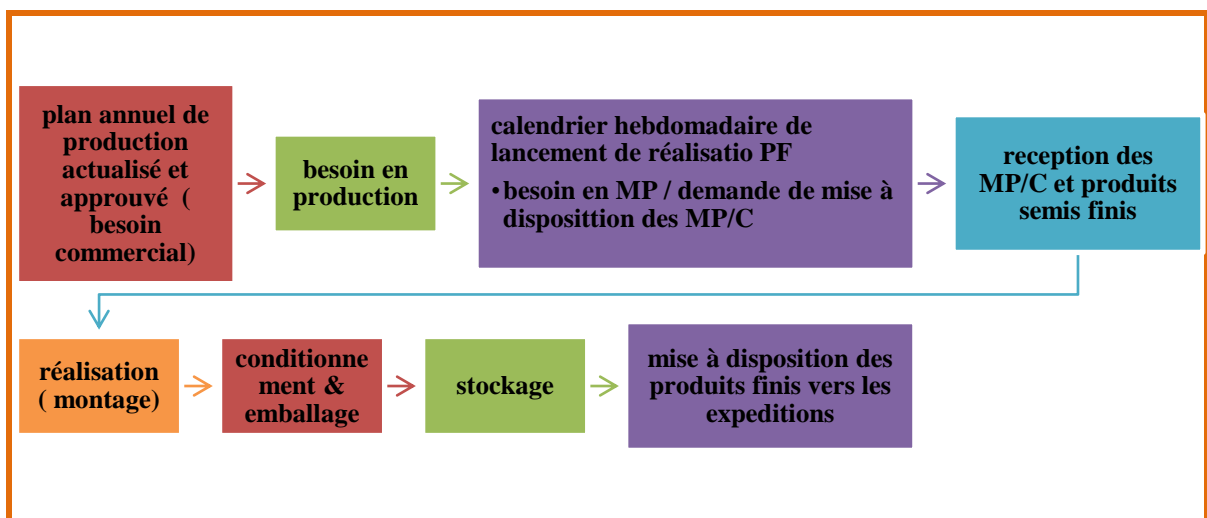 plan annuel de
production
actualisé et
approuvé (
besoin
commercial)
besoin en
production
calendrier hebdomadaire de
lancement de réalisatio PF
•besoin en MP / demande de mise à
disposittion des MP/C
reception des
MP/C et produits
semis finis
réalisation
( montage)
conditionne
ment &
emballage
stockage
mise à disposition des
produits finis vers les
expeditions